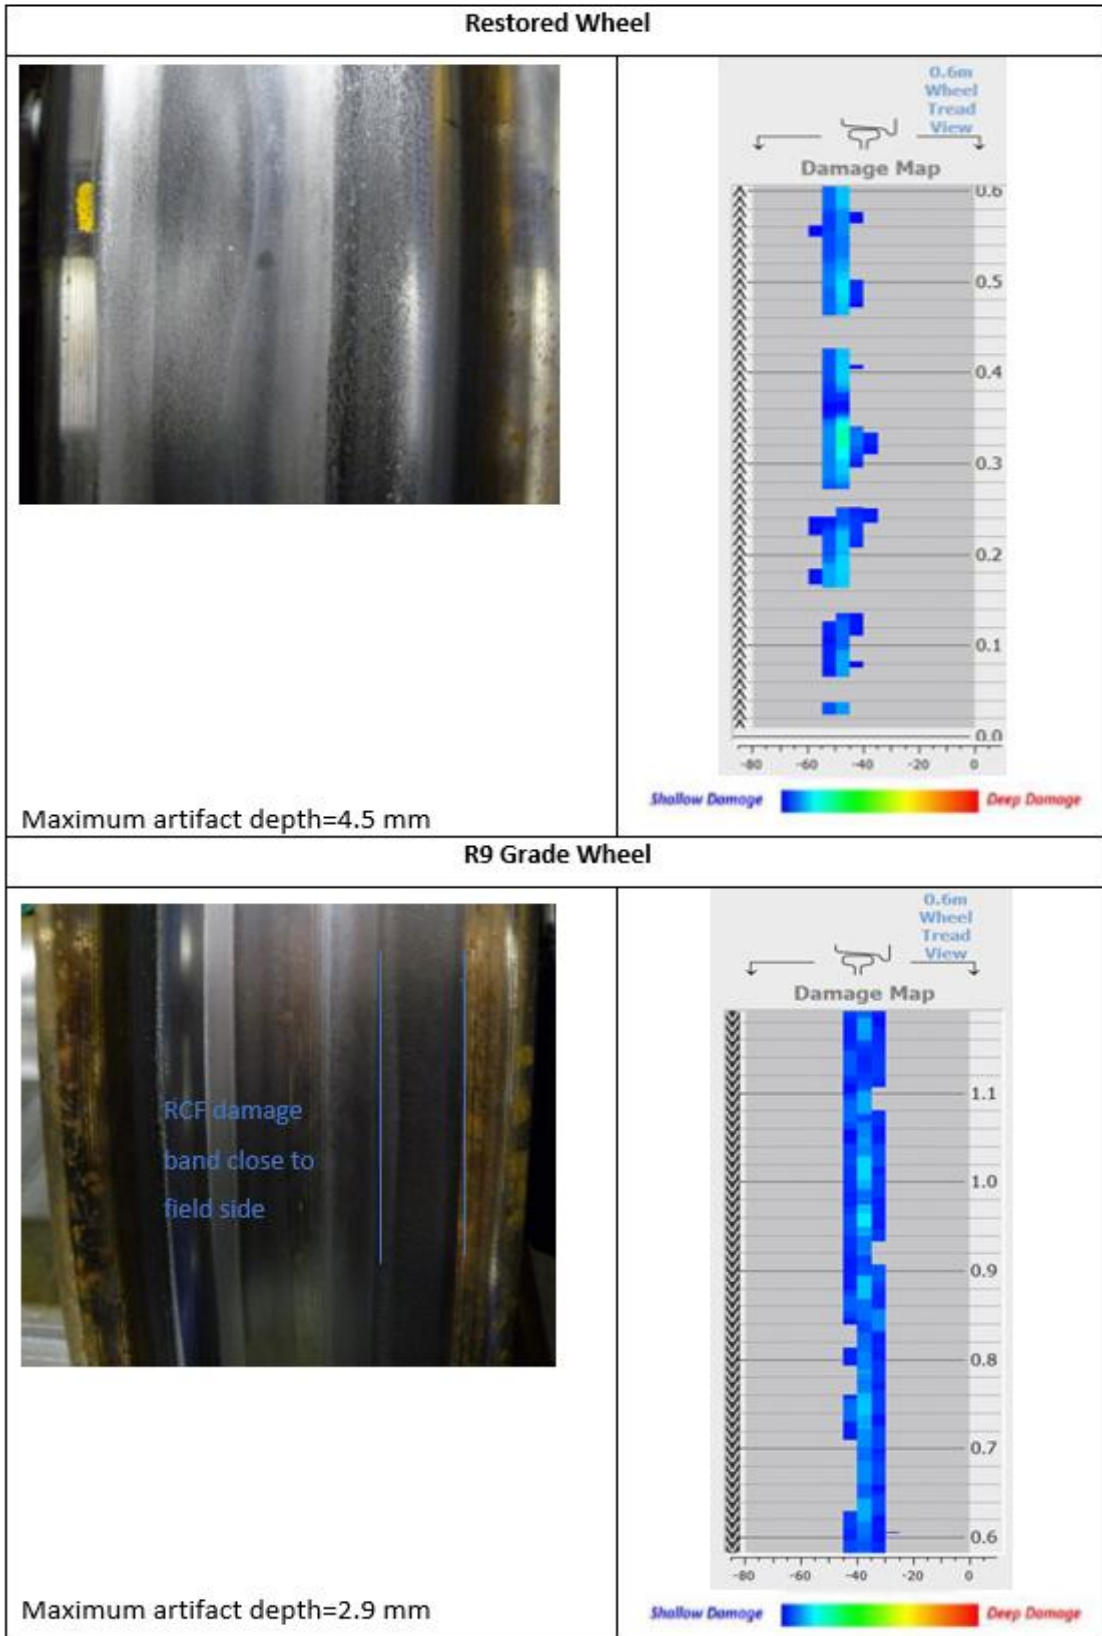 Restored Wheel
0.6m
Wheel
Tread
View
Damage Map
0.6
0.5
0.4
0.3
0.2
0.1
0.0
-80 -60 -40 -20 0
Shallow Damage Deep Damage
Maximum artifact depth=4.5 mm
R9 Grade Wheel
RCF damage
band close to
field side
0.6m
Wheel
Tread
View
Damage Map
1.1
1.0
0.9
0.8
0.7
0.6
-80 -60 -40 -20 0
Shallow Damage Deep Damage
Maximum artifact depth=2.9 mm